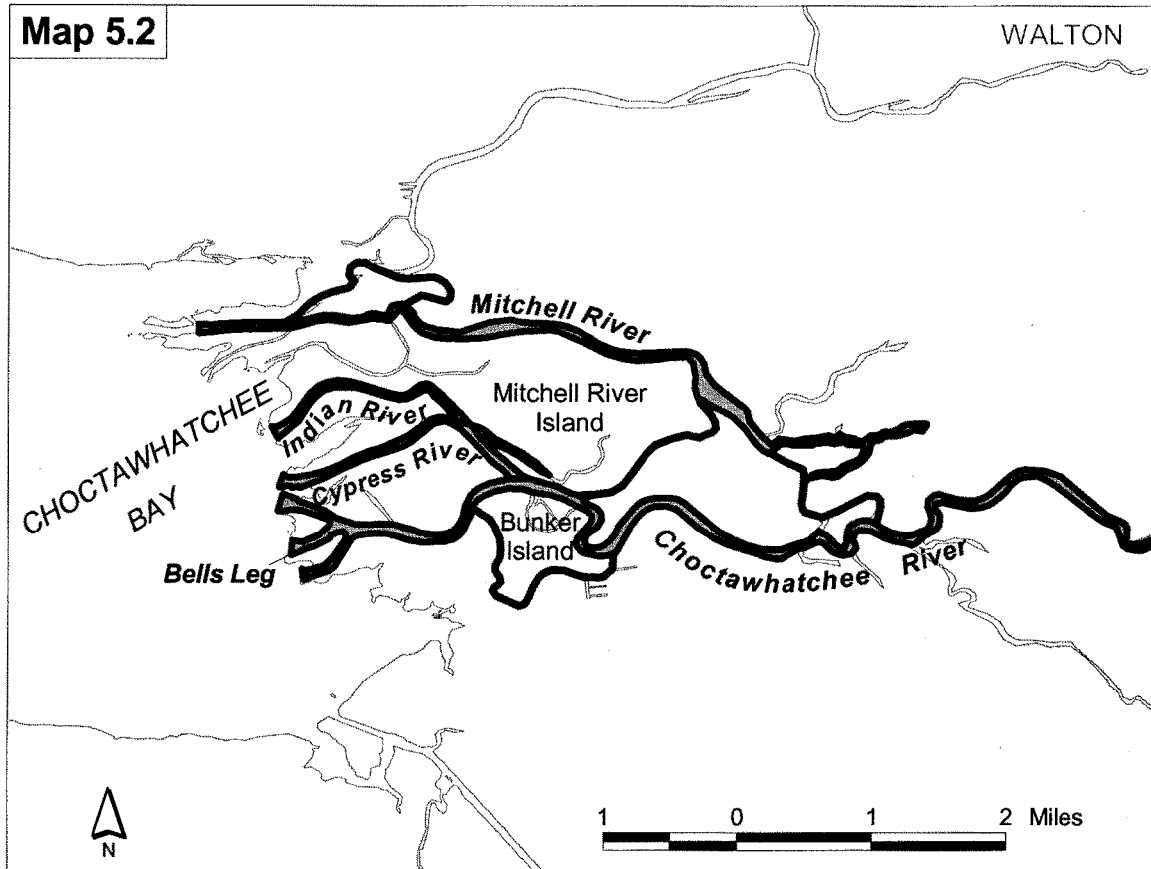 Map 5.2
WALTON
Mitchell River
Mitchell River
Island
Indian River
CHOCTAWHATCHEE
BAY
Cypress River
Bunker
Island
Choctawhatchee River
Bells Leg
N
1 0 1 2 Miles